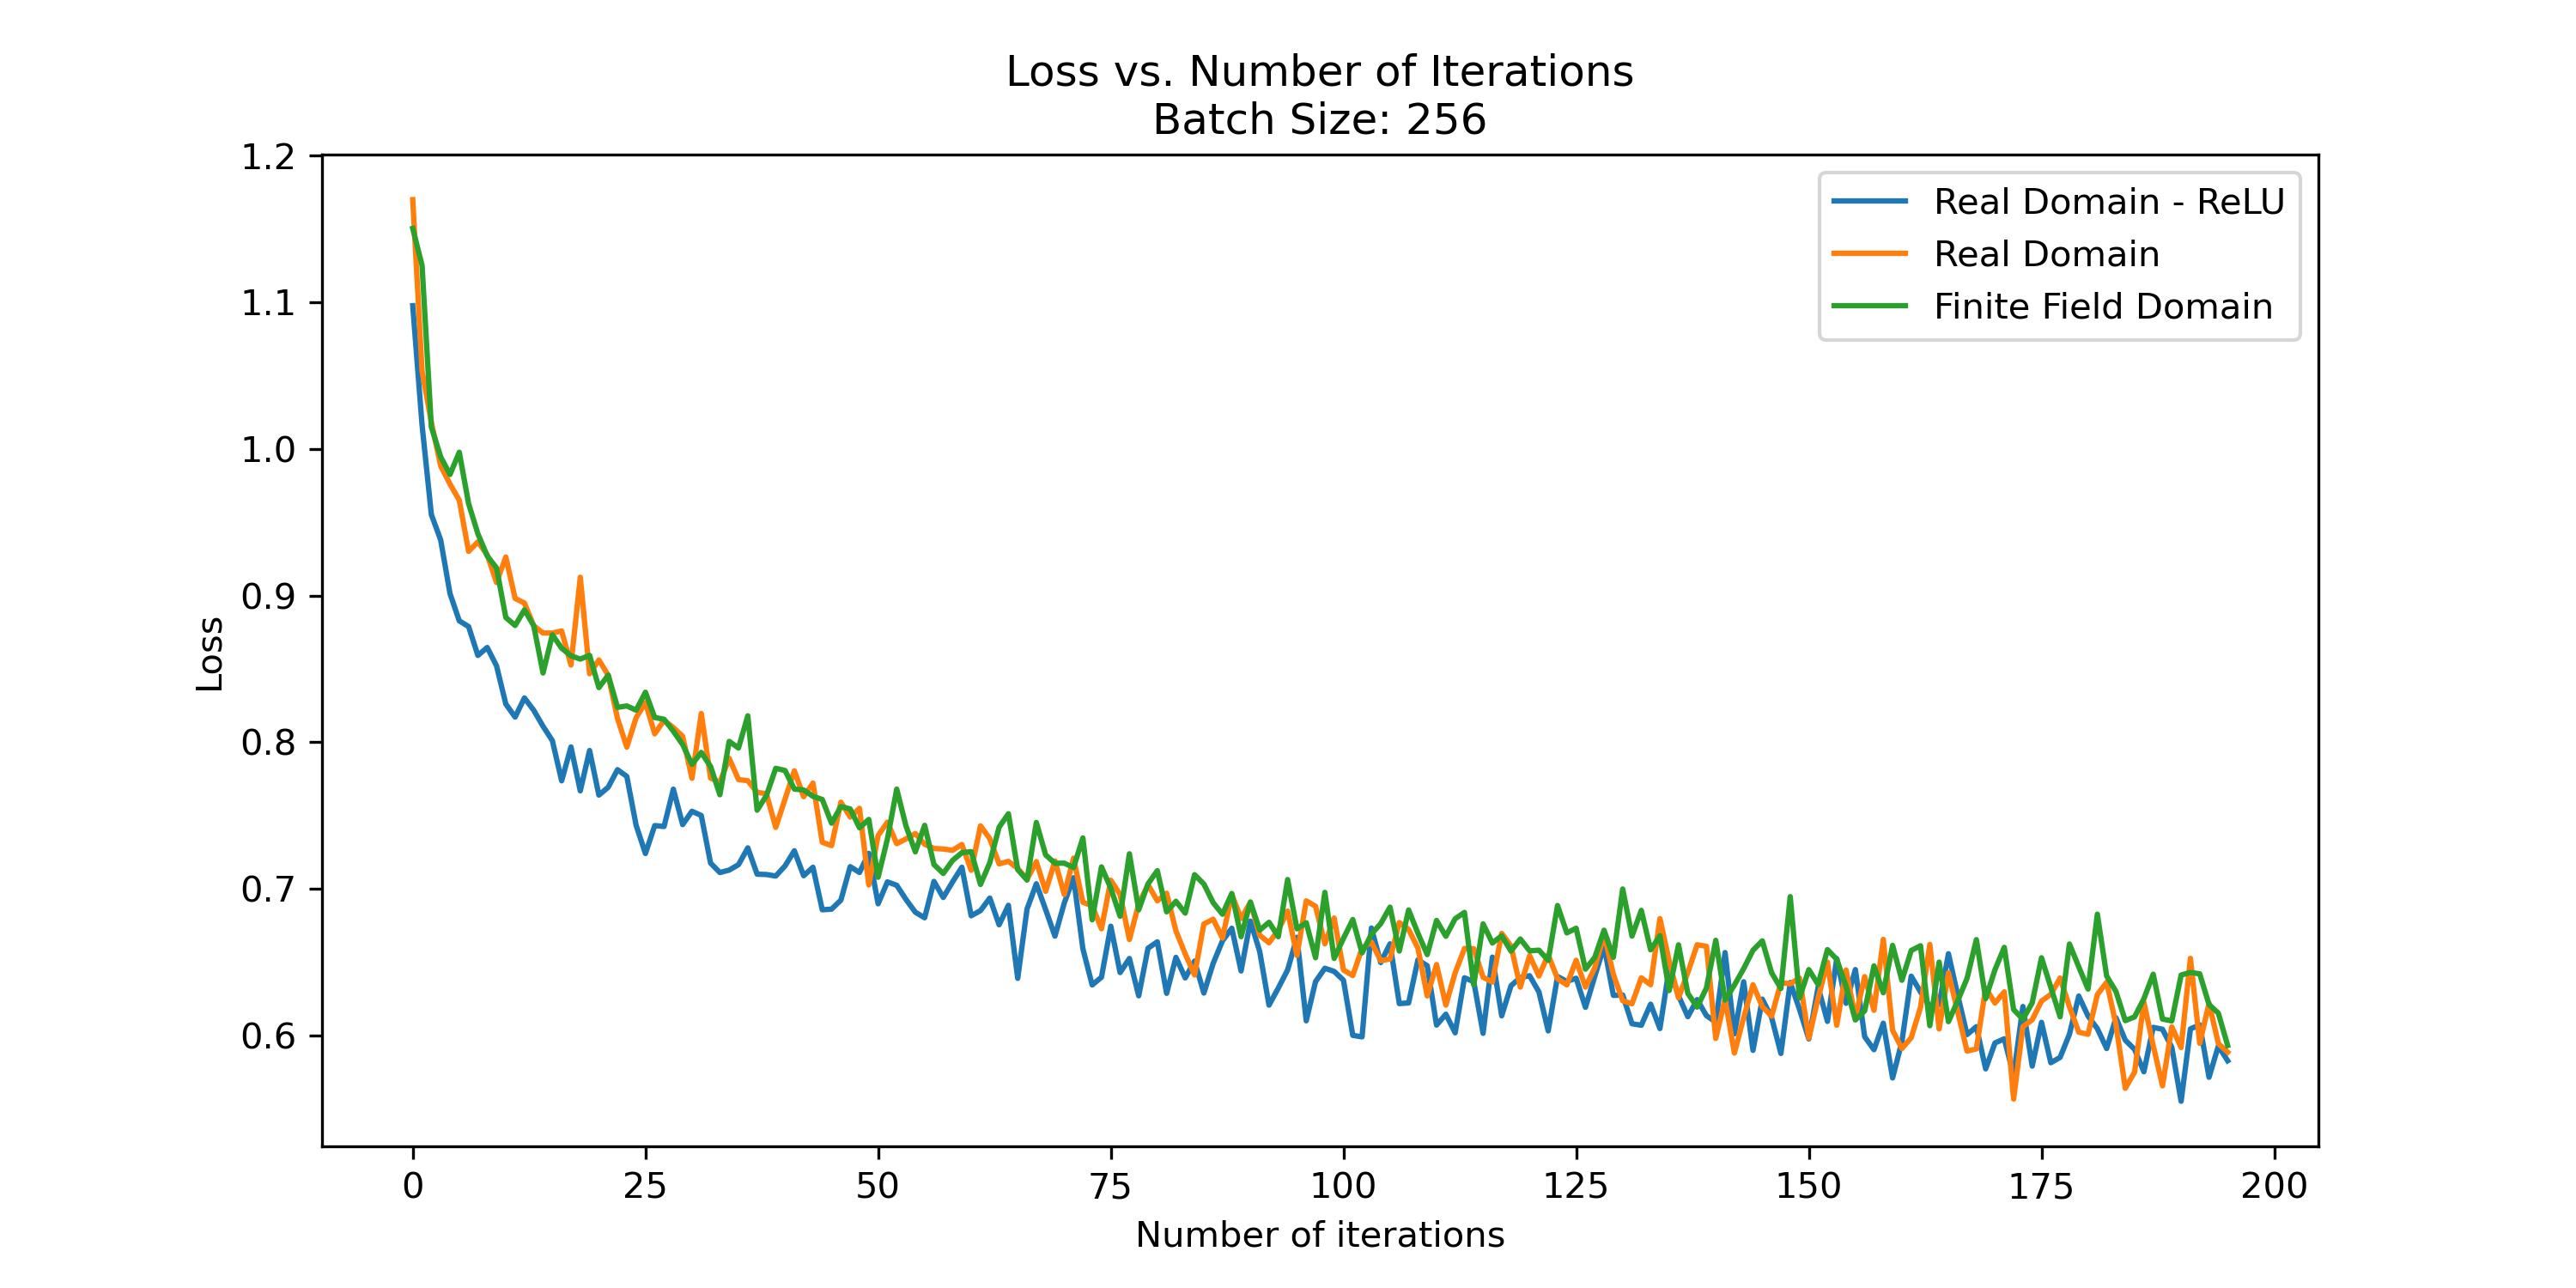 Loss vs. Number of Iterations
Batch Size: 256
1.2
1.1
1.0
0.9
0.8
0.7
0.6
Loss
Real Domain - ReLU
Real Domain
Finite Field Domain
0 25 50 75 100 125 150 175 200
Number of iterations